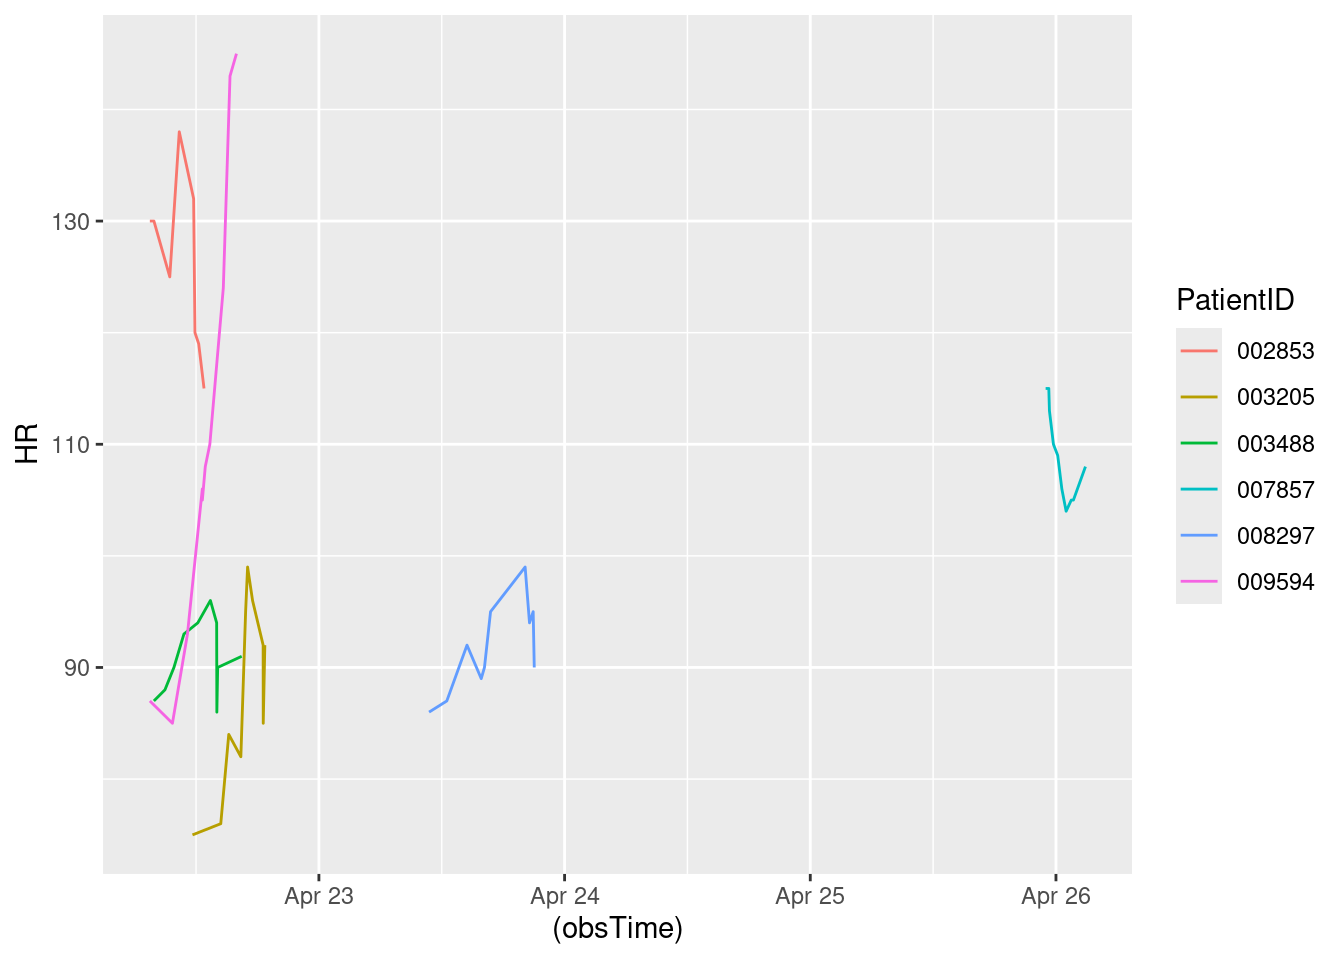 HR
130
110
90
Apr 23
Apr 24
Apr 25
Apr 26
(obsTime)
PatientID
002853
003205
003488
007857
008297
009594